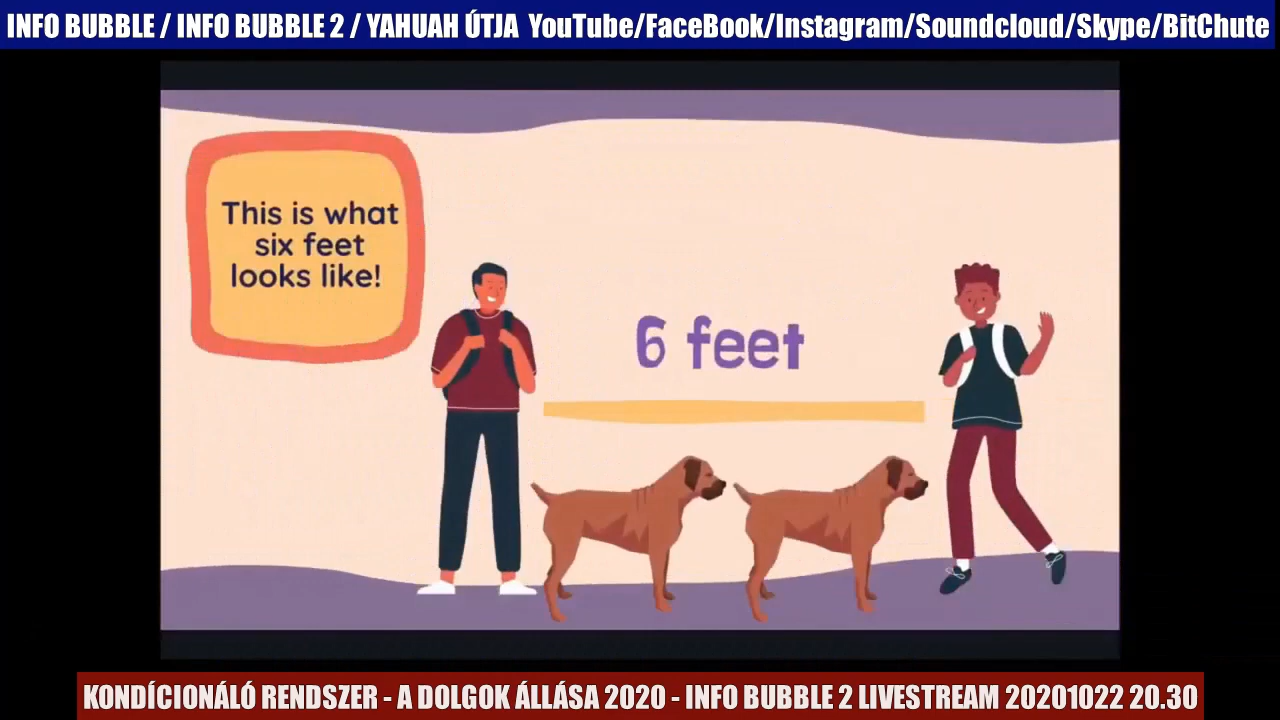 INFO BUBBLE / INFO BUBBLE 2 / YAHUAH ÚTJA YouTube/FaceBook/Instagram/Soundcloud/Skype/BitChute
This is what
six feet
looks like!
6 feet
KONDÍCIONÁLÓ RENDSZER - A DOLGOK ÁLLÁSA 2020 - INFO BUBBLE 2 LIVESTREAM 20201022 20.30